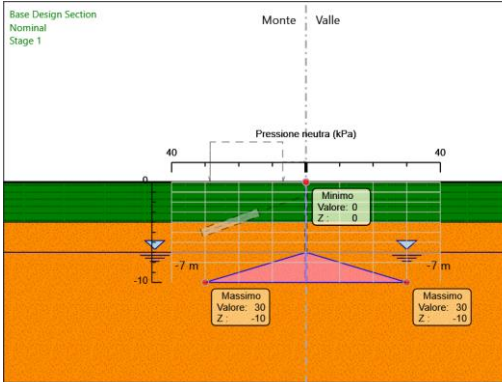 Base Design Section
Nominal
Stage 1
Monte
Valle
Pressione neutra (kPa)
40
40
0
Minimo
Valore: 0
Z : 0
-7 m
-7 m
-10
Massimo
Valore: 30
Z : -10
Massimo
Valore: 30
Z : -10